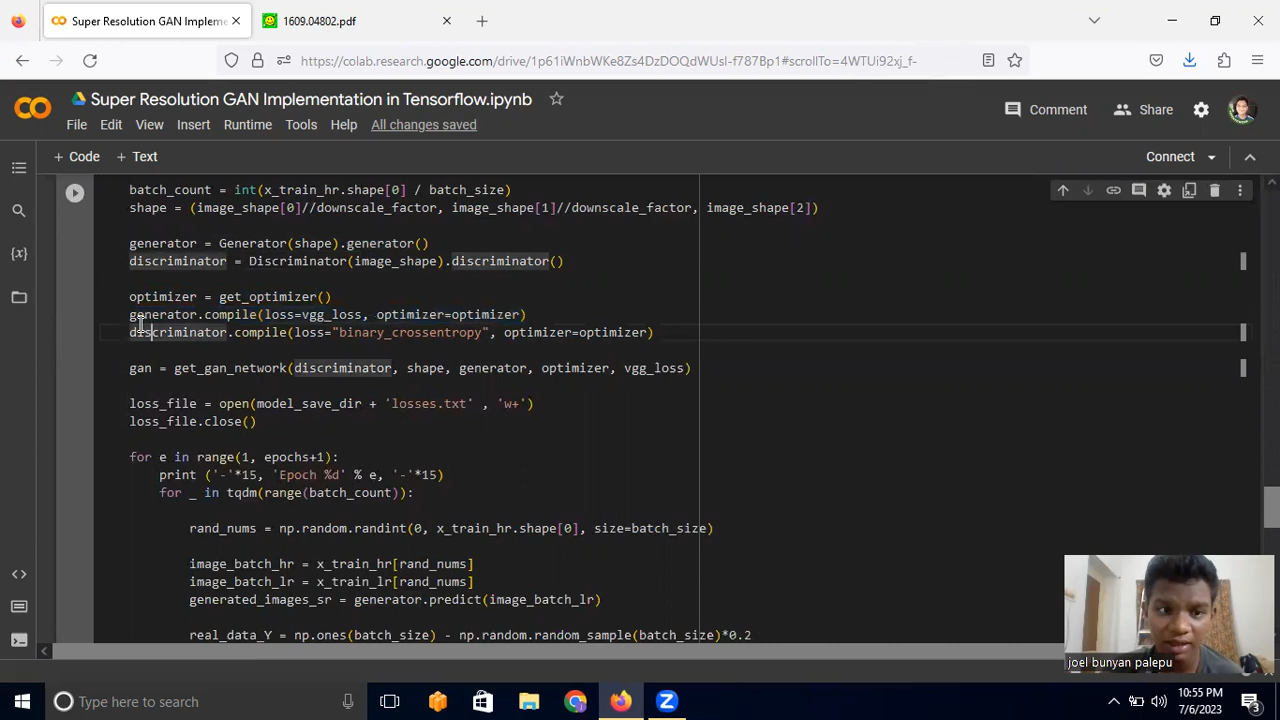 Super Resolution GAN Impleme
1609.04802.pdf
https://colab.research.google.com/drive/1p61iWnbWKe8Zs4DzDOQdWUsI-f787Bp1#scrollTo=4WTUi92xj_f-
Super Resolution GAN Implementation in Tensorflow.ipynb
Comment
Share
File Edit View Insert Runtime Tools Help All changes saved
+ Code + Text
Connect
batch_count = int(x_train_hr.shape[0] / batch_size)
shape = (image_shape[0]//downscale_factor, image_shape[1]//downscale_factor, image_shape[2])
generator = Generator(shape).generator()
discriminator = Discriminator(image_shape).discriminator()
optimizer = get_optimizer()
generator.compile(loss=vgg_loss, optimizer=optimizer)
discriminator.compile(loss="binary_crossentropy", optimizer=optimizer)
gan = get_gan_network(discriminator, shape, generator, optimizer, vgg_loss)
loss_file = open(model_save_dir + 'losses.txt' , 'w+')
loss_file.close()
for e in range(1, epochs+1):
print ('-'*15, 'Epoch %d' % e, '-'*15)
for _ in tqdm(range(batch_count)):
rand_nums = np.random.randint(0, x_train_hr.shape[0], size=batch_size)
image_batch_hr = x_train_hr[rand_nums]
image_batch_lr = x_train_lr[rand_nums]
generated_images_sr = generator.predict(image_batch_lr)
real_data_Y = np.ones(batch_size) - np.random.random_sample(batch_size)*0.2
joel bunyan palepu
Type here to search
10:55 PM
7/6/2023
3